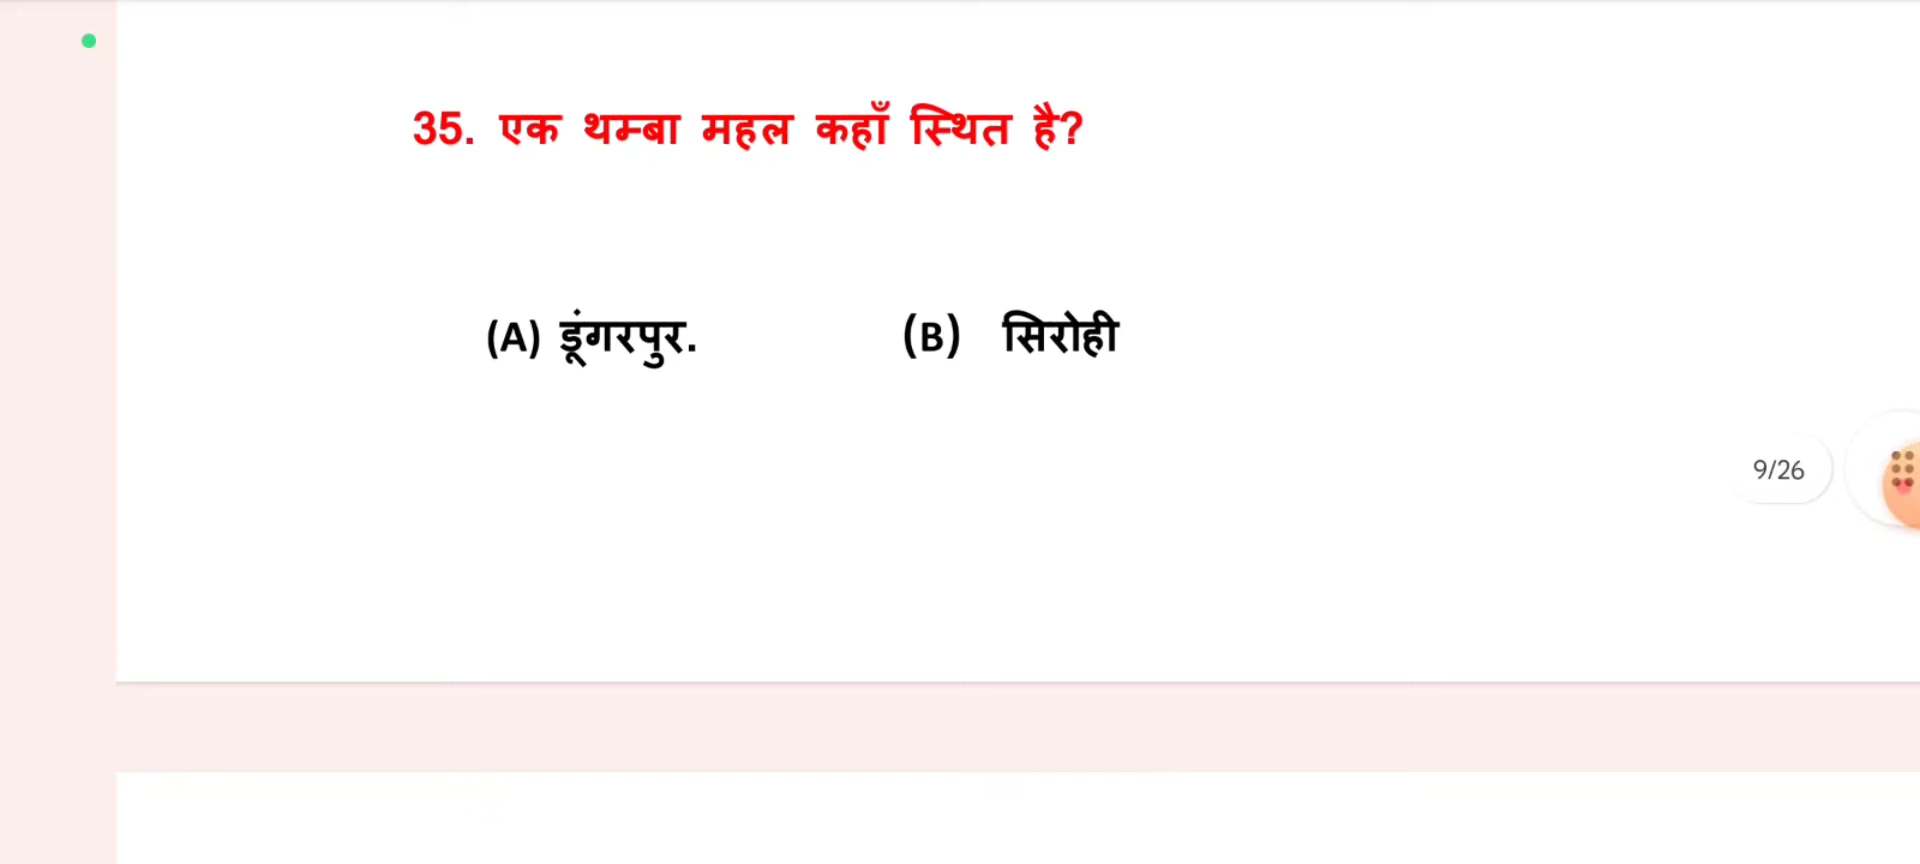 35. एक थम्बा महल कहाँ स्थित है?
(A) डूंगरपुर. (B) सिरोही
9/26